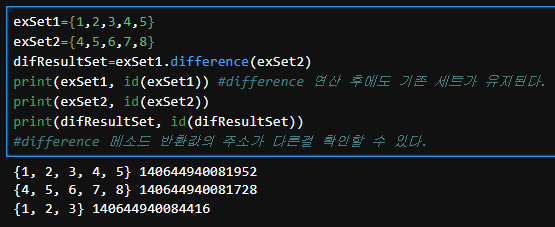 exSet1={1,2,3,4,5}
exSet2={4,5,6,7,8}
difResultSet=exSet1.difference(exSet2)
print(exSet1, id(exSet1)) #difference 연산 후에도 기존 세트가 유지된다.
print(exSet2, id(exSet2))
print(difResultSet, id(difResultSet))
#difference 메소드 반환값의 주소가 다른걸 확인할 수 있다.
{1, 2, 3, 4, 5} 140644940081952
{4, 5, 6, 7, 8} 140644940081728
{1, 2, 3} 140644940084416